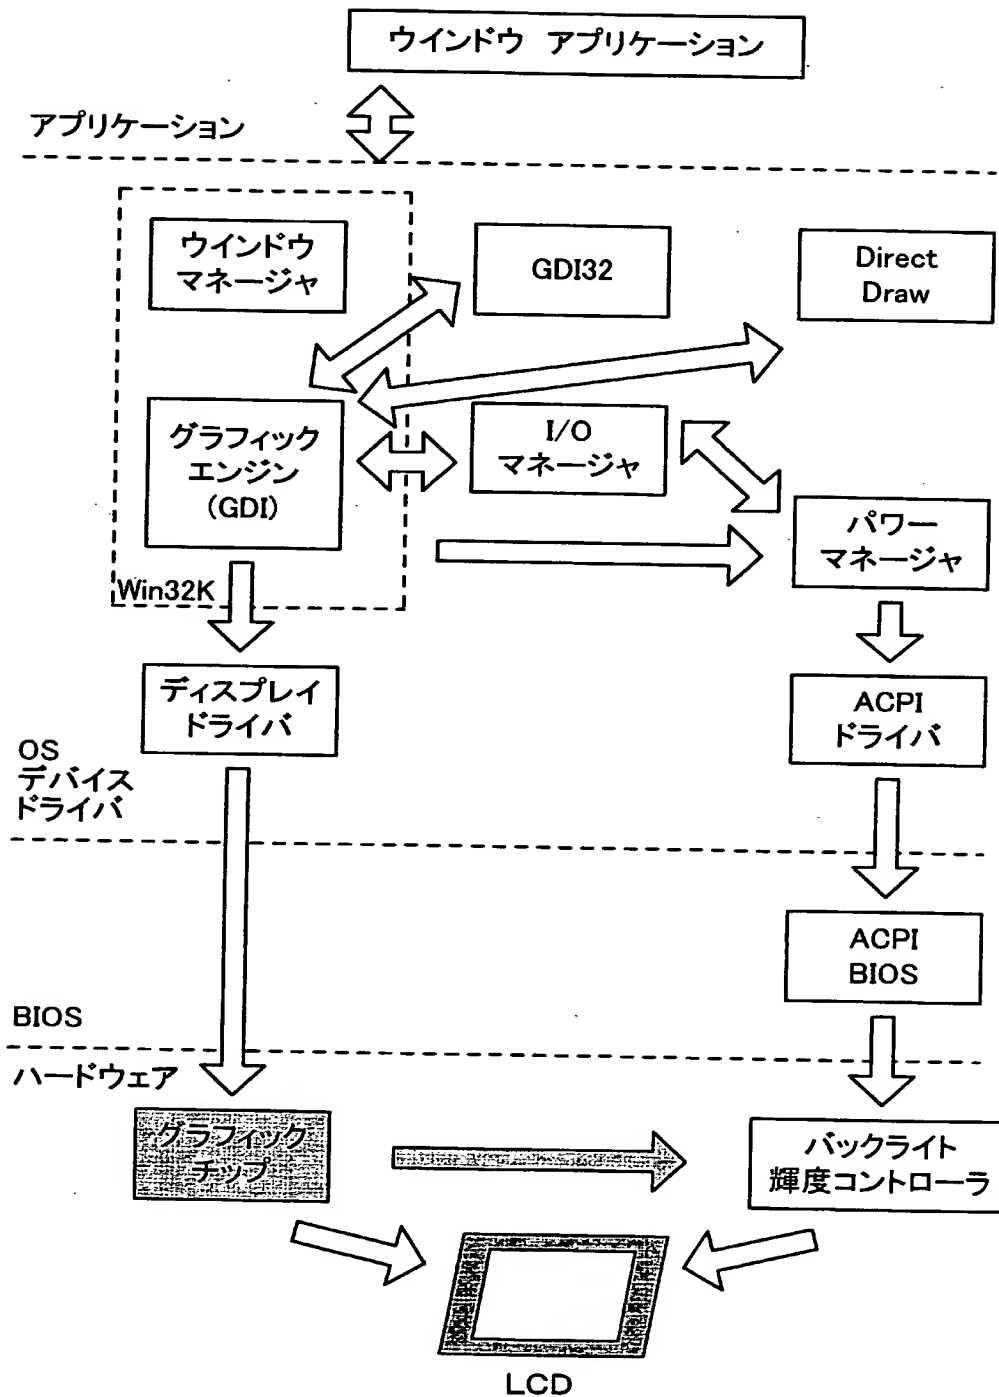 ウインドウ アプリケーション
アプリケーション
ウインドウ
マネージャ
GDI32
Direct
Draw
グラフィック
エンジン
(GDI)
I/O
マネージャ
パワー
マネージャ
Win32K
ディスプレイ
ドライバ
ACPI
ドライバ
OS
デバイス
ドライバ
ACPI
BIOS
BIOS
ハードウェア
グラフィック
チップ
バックライト
輝度コントローラ
LCD